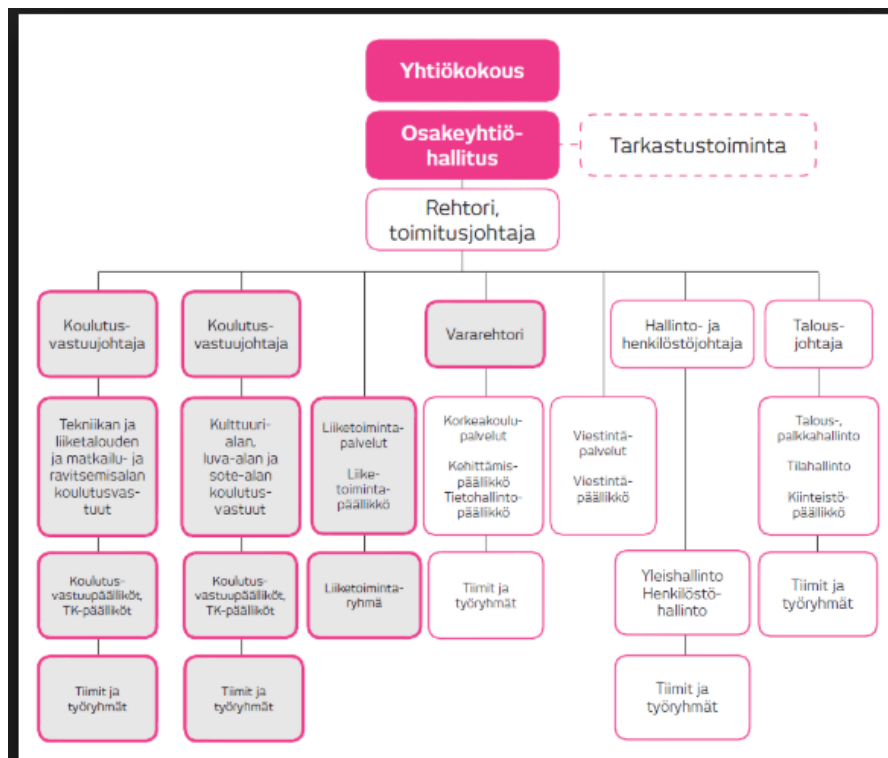 Yhtiökokous
Osakeyhtiö-
hallitus
Tarkastustoiminta
Rehtori,
toimitusjohtaja
Koulutus-
vastuujohtaja
Koulutus-
vastuujohtaja
Vararehtori
Hallinto- ja
henkilöstöjohtaja
Talous-
johtaja
Tekniikan ja
liiketalouden
ja matkailu- ja
ravitsemisalan
koulutusvas-
tuut
Kulttuuri-
alan,
luva-alan ja
sote-alan
koulutus-
vastuut
Liiketoiminta-
palvelut
Liike-
toiminta-
päällikkö
Korkeakoulu-
palvelut
Kehittämis-
päällikkö
Tietohallinto-
päällikkö
Viestintä-
palvelut
Viestintä-
päällikkö
Talous-,
palkkahallinto
Tilahallinto
Kiinteistö-
päällikkö
Koulutus-
vastuupäälliköt,
TK-päälliköt
Koulutus-
vastuupäälliköt,
TK-päälliköt
Liiketoiminta-
ryhmä
Tiimit ja
työryhmät
Yleishallinto
Henkilöstö-
hallinto
Tiimit ja
työryhmät
Tiimit ja
työryhmät
Tiimit ja
työryhmät
Tiimit ja
työryhmät